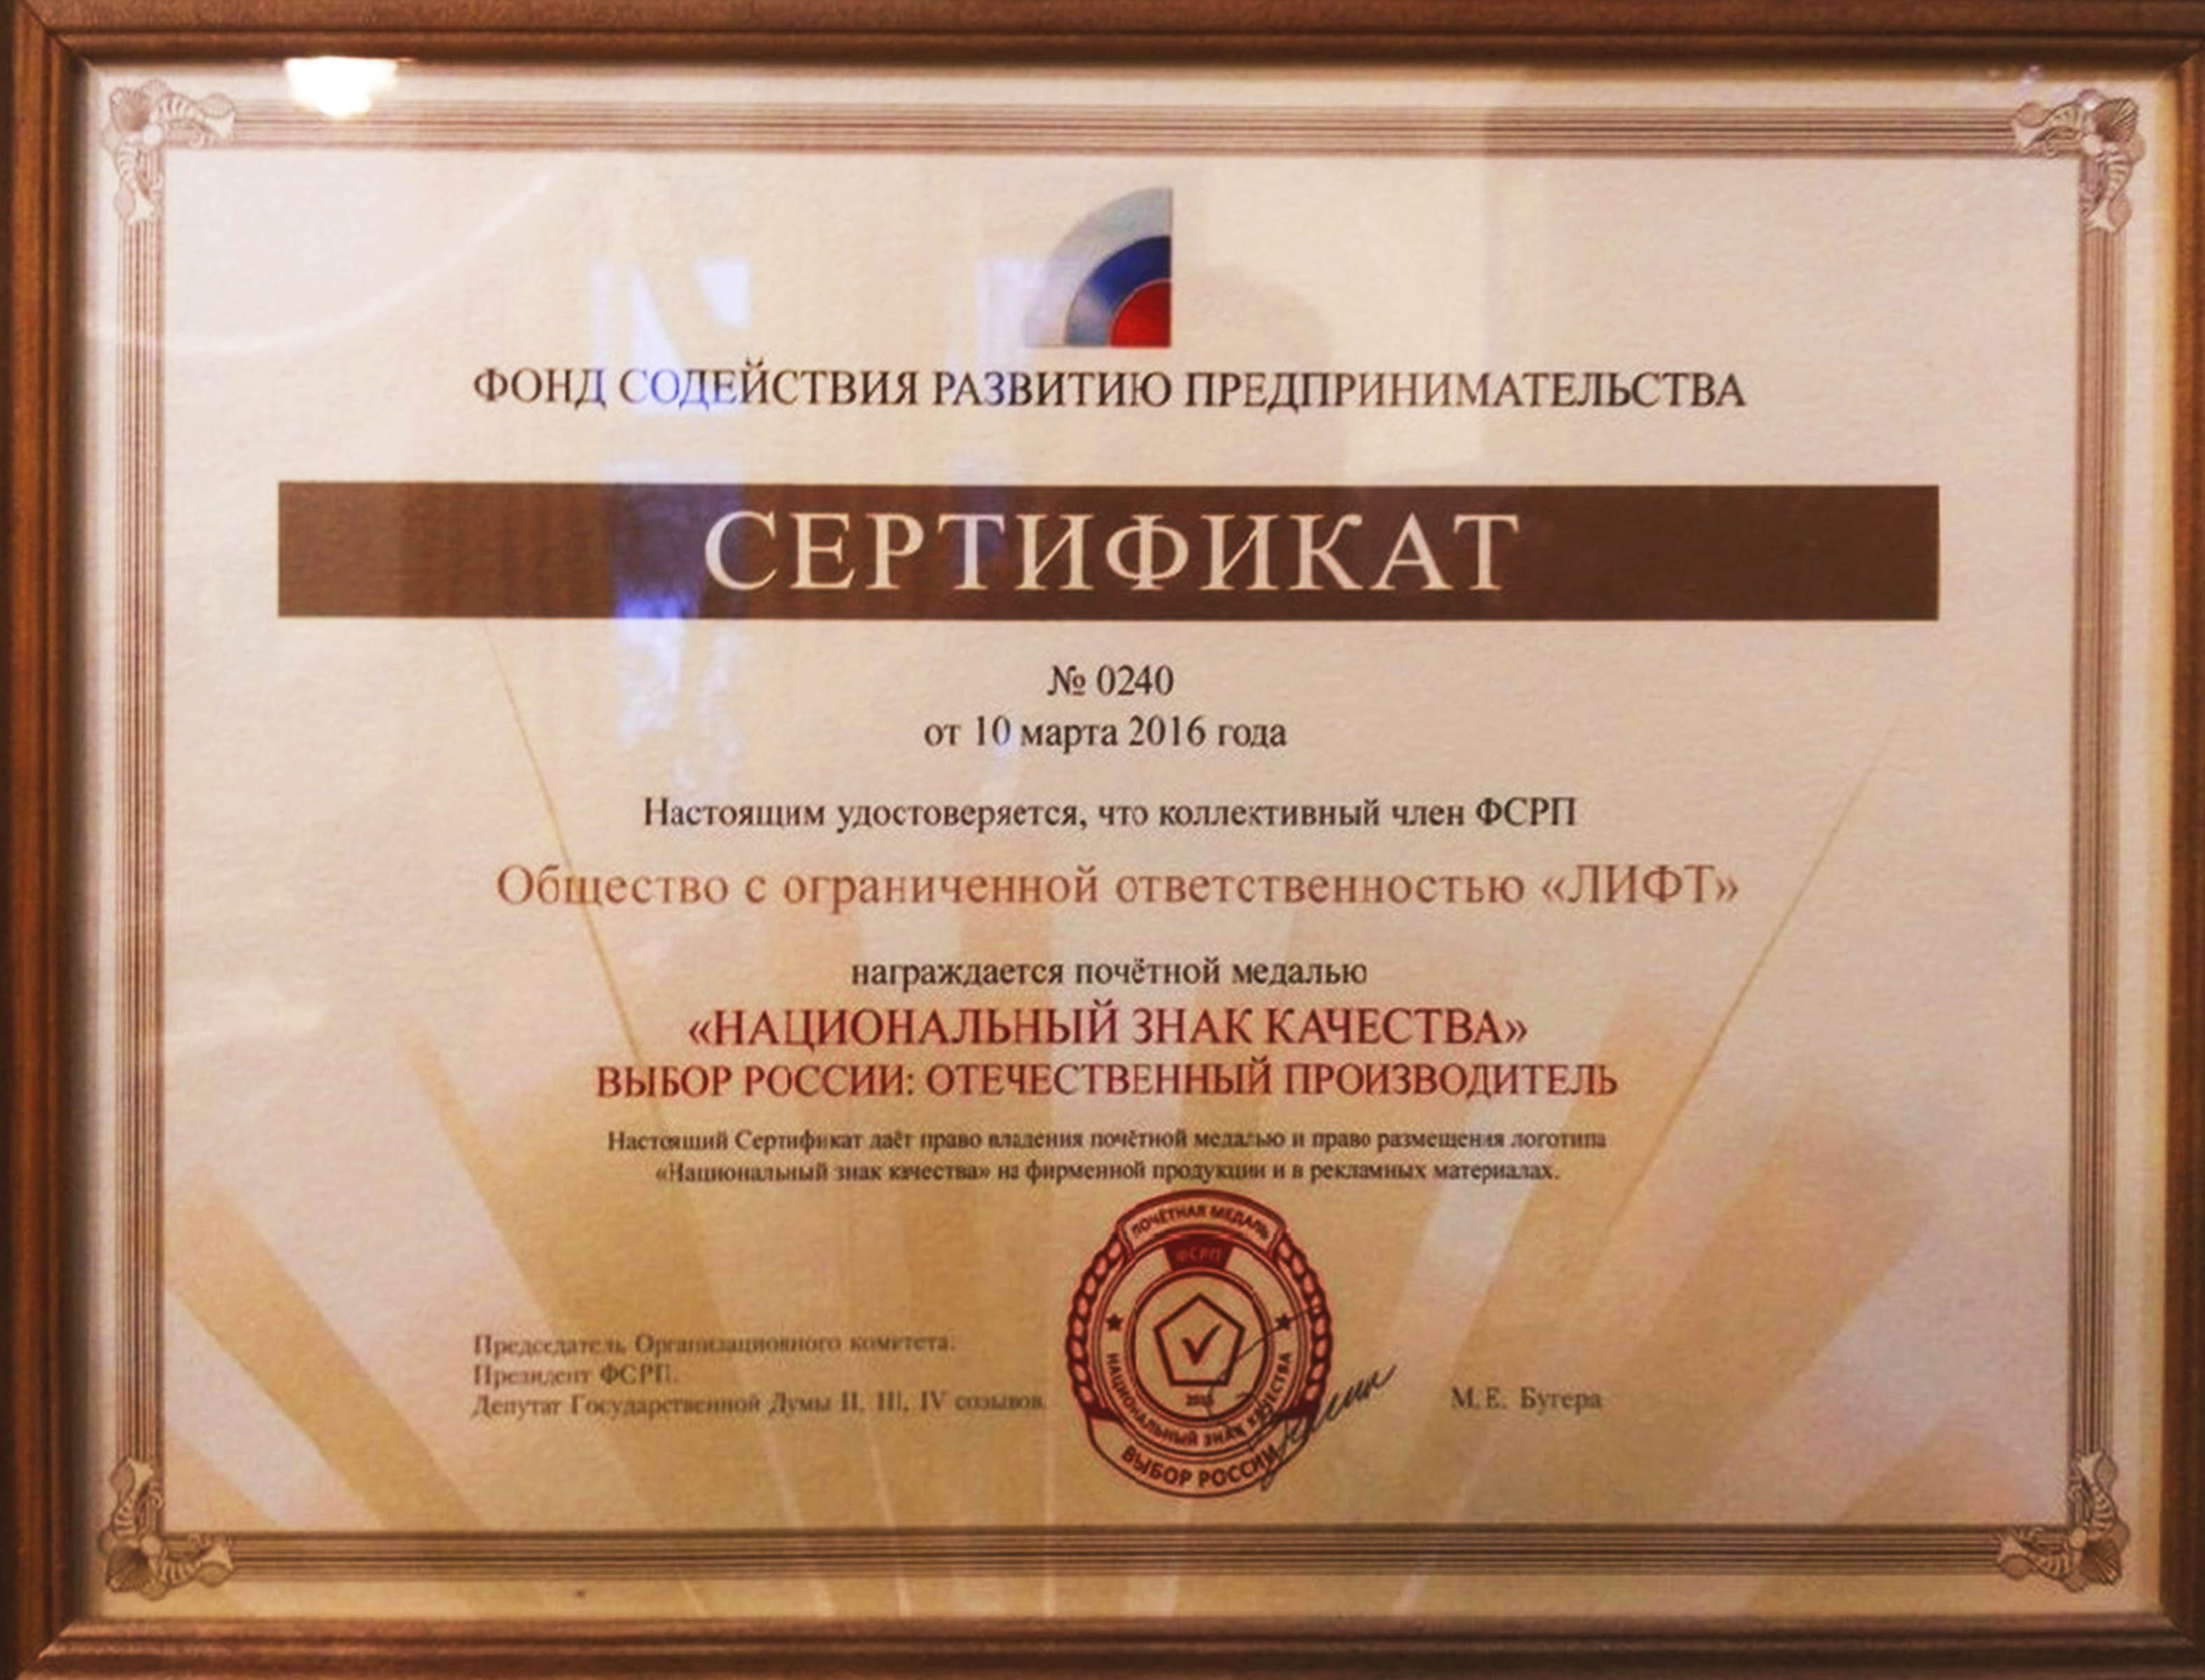 ФОНД СОДЕЙСТВИЯ РАЗВИТИЮ ПРЕДПРИНИМАТЕЛЬСТВА
СЕРТИФИКАТ
№ 0240
от 10 марта 2016 года
Настоящим удостоверяется, что коллективный член ФСРП
Общество с ограниченной ответственностью «ЛИФТ»
награждается почётной медалью
«НАЦИОНАЛЬНЫЙ ЗНАК КАЧЕСТВА»
ВЫБОР РОССИИ: ОТЕЧЕСТВЕННЫЙ ПРОИЗВОДИТЕЛЬ
Настоящий Сертификат даёт право владения почётной медалью и право размещения логотипа
«Национальный знак качества» на фирменной продукции и в рекламных материалах.
ПОЧЁТНАЯ МЕДАЛЬ
ФСРП
НАЦИОНАЛЬНЫЙ ЗНАК КАЧЕСТВА
ВЫБОР РОССИИ
Председатель Организационного комитета.
Президент ФСРП.
Депутат Государственной Думы II, III, IV созывов.
М.Е. Бугера